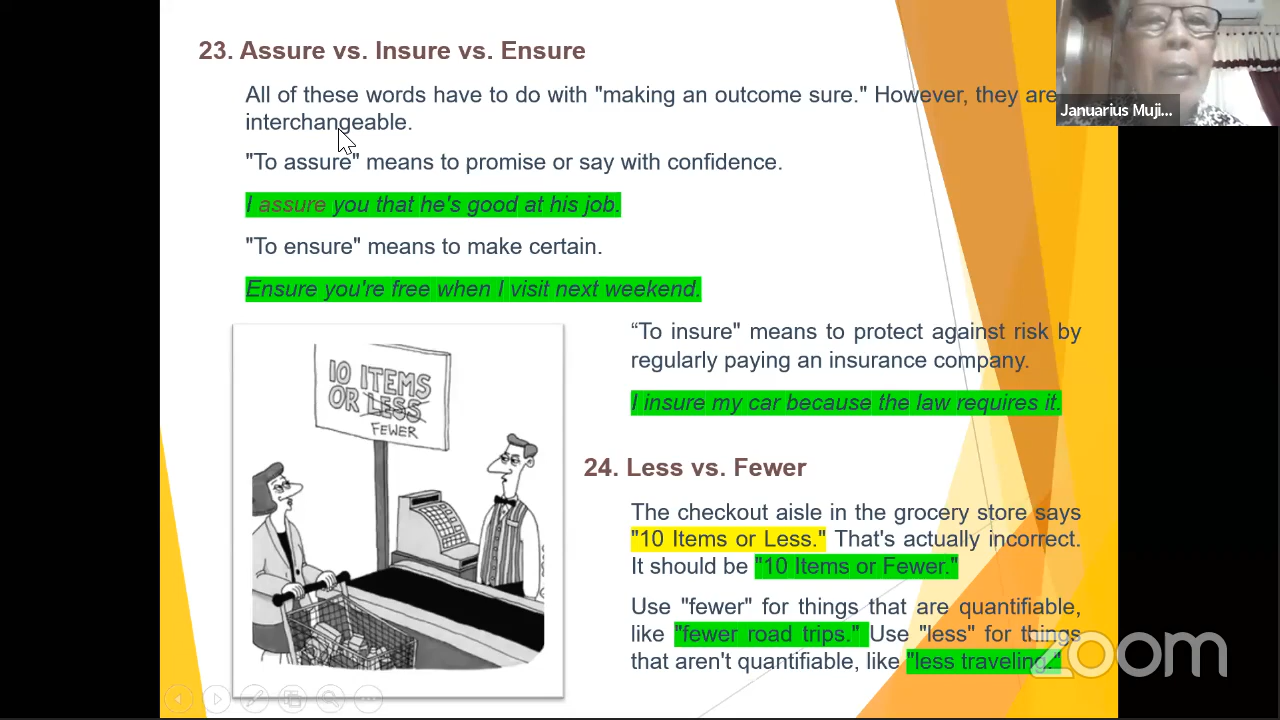 23. Assure vs. Insure vs. Ensure
All of these words have to do with "making an outcome sure." However, they are
interchangeable.
"To assure" means to promise or say with confidence.
I assure you that he's good at his job.
"To ensure" means to make certain.
Ensure you're free when I visit next weekend.
“To insure" means to protect against risk by
regularly paying an insurance company.
I insure my car because the law requires it.
10 ITEMS
OR LESS
FEWER
24. Less vs. Fewer
The checkout aisle in the grocery store says
"10 Items or Less." That's actually incorrect.
It should be "10 Items or Fewer."
Use "fewer" for things that are quantifiable,
like "fewer road trips." Use "less" for things
that aren't quantifiable, like "less traveling."
Januarius Muji...
zoom